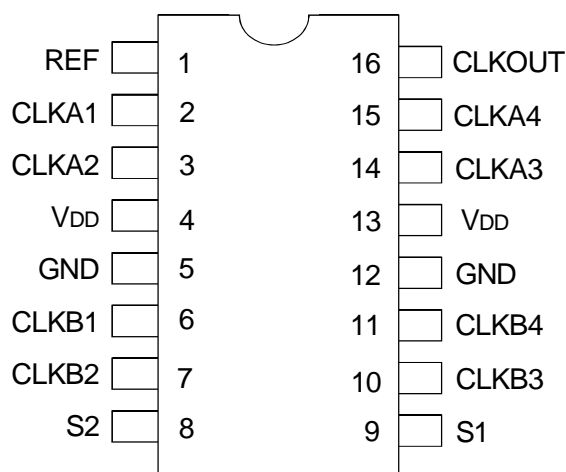 REF 1 16 CLKOUT
CLKA1 2 15 CLKA4
CLKA2 3 14 CLKA3
VDD 4 13 VDD
GND 5 12 GND
CLKB1 6 11 CLKB4
CLKB2 7 10 CLKB3
S2 8 9 S1